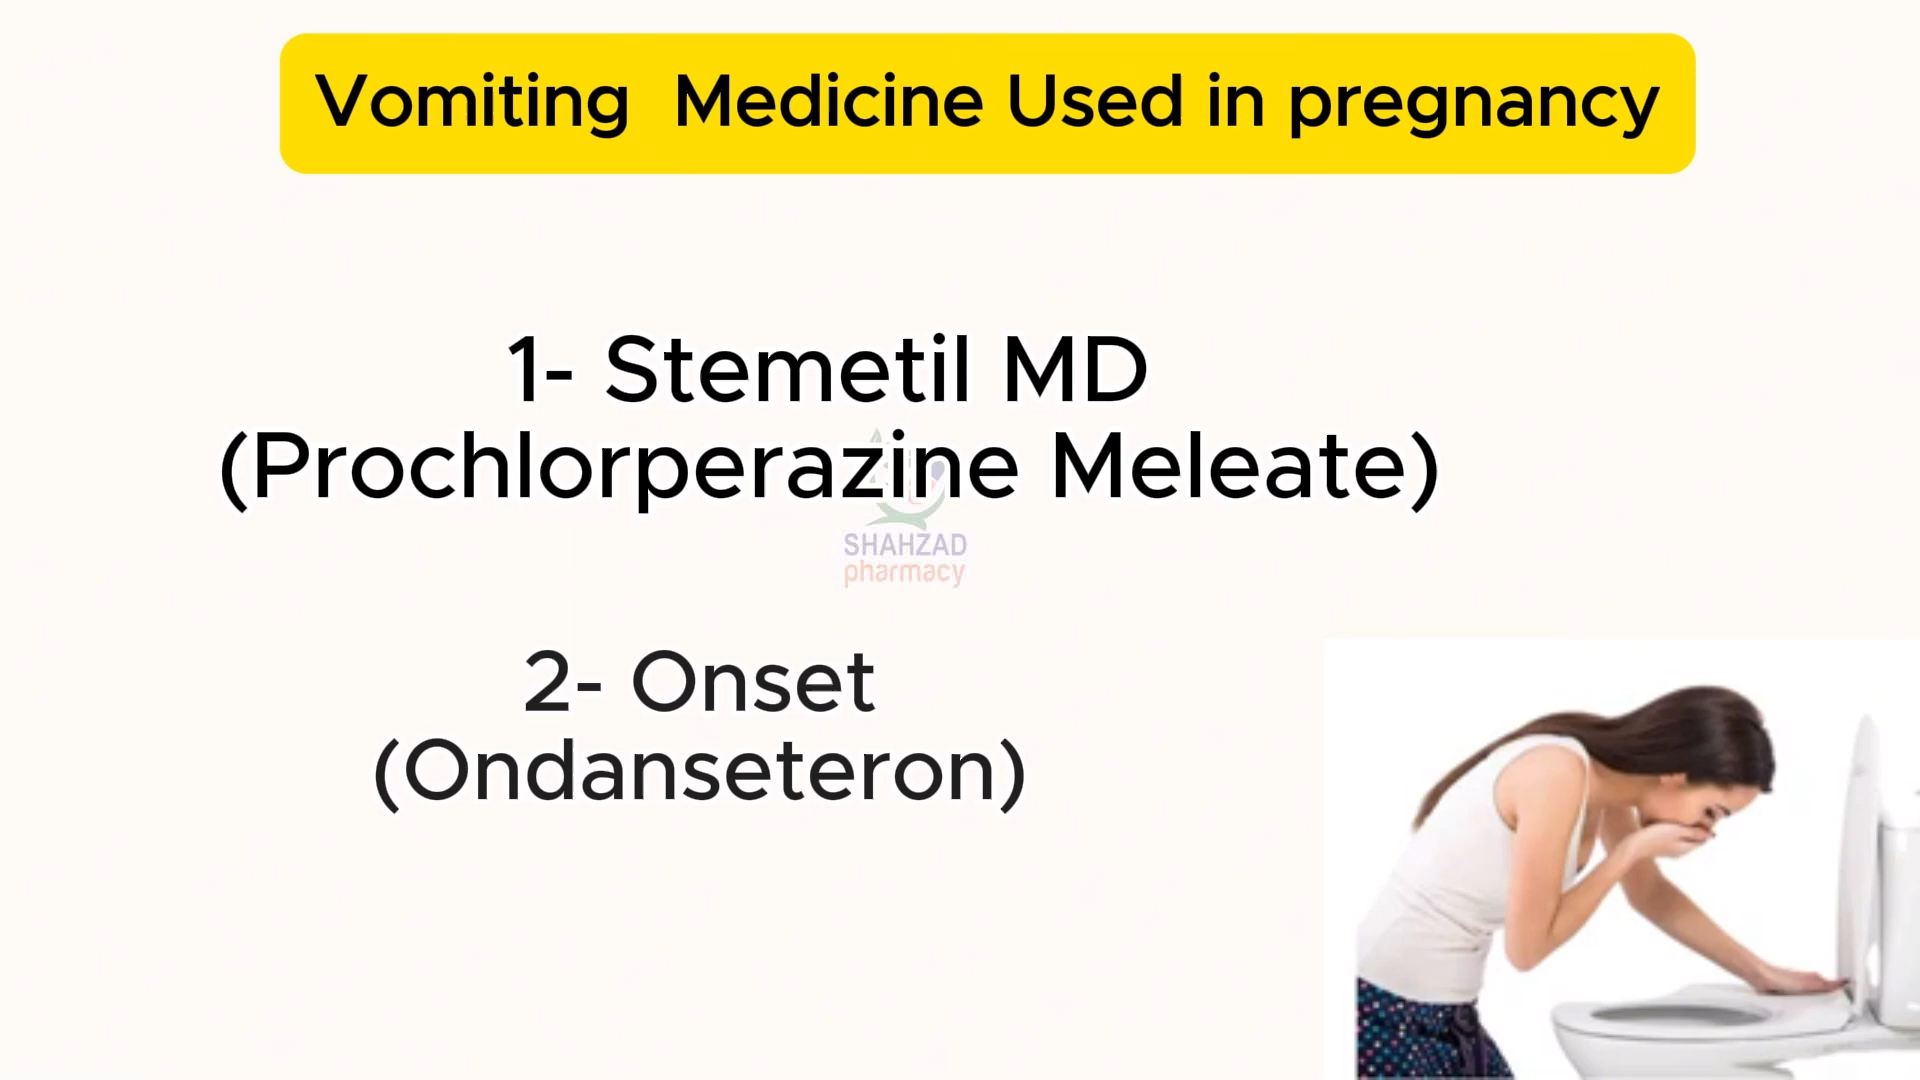 Vomiting  Medicine Used in pregnancy
1- Stemetil MD
(Prochlorperazine Meleate)
SHAHZAD
pharmacy
2- Onset
(Ondanseteron)